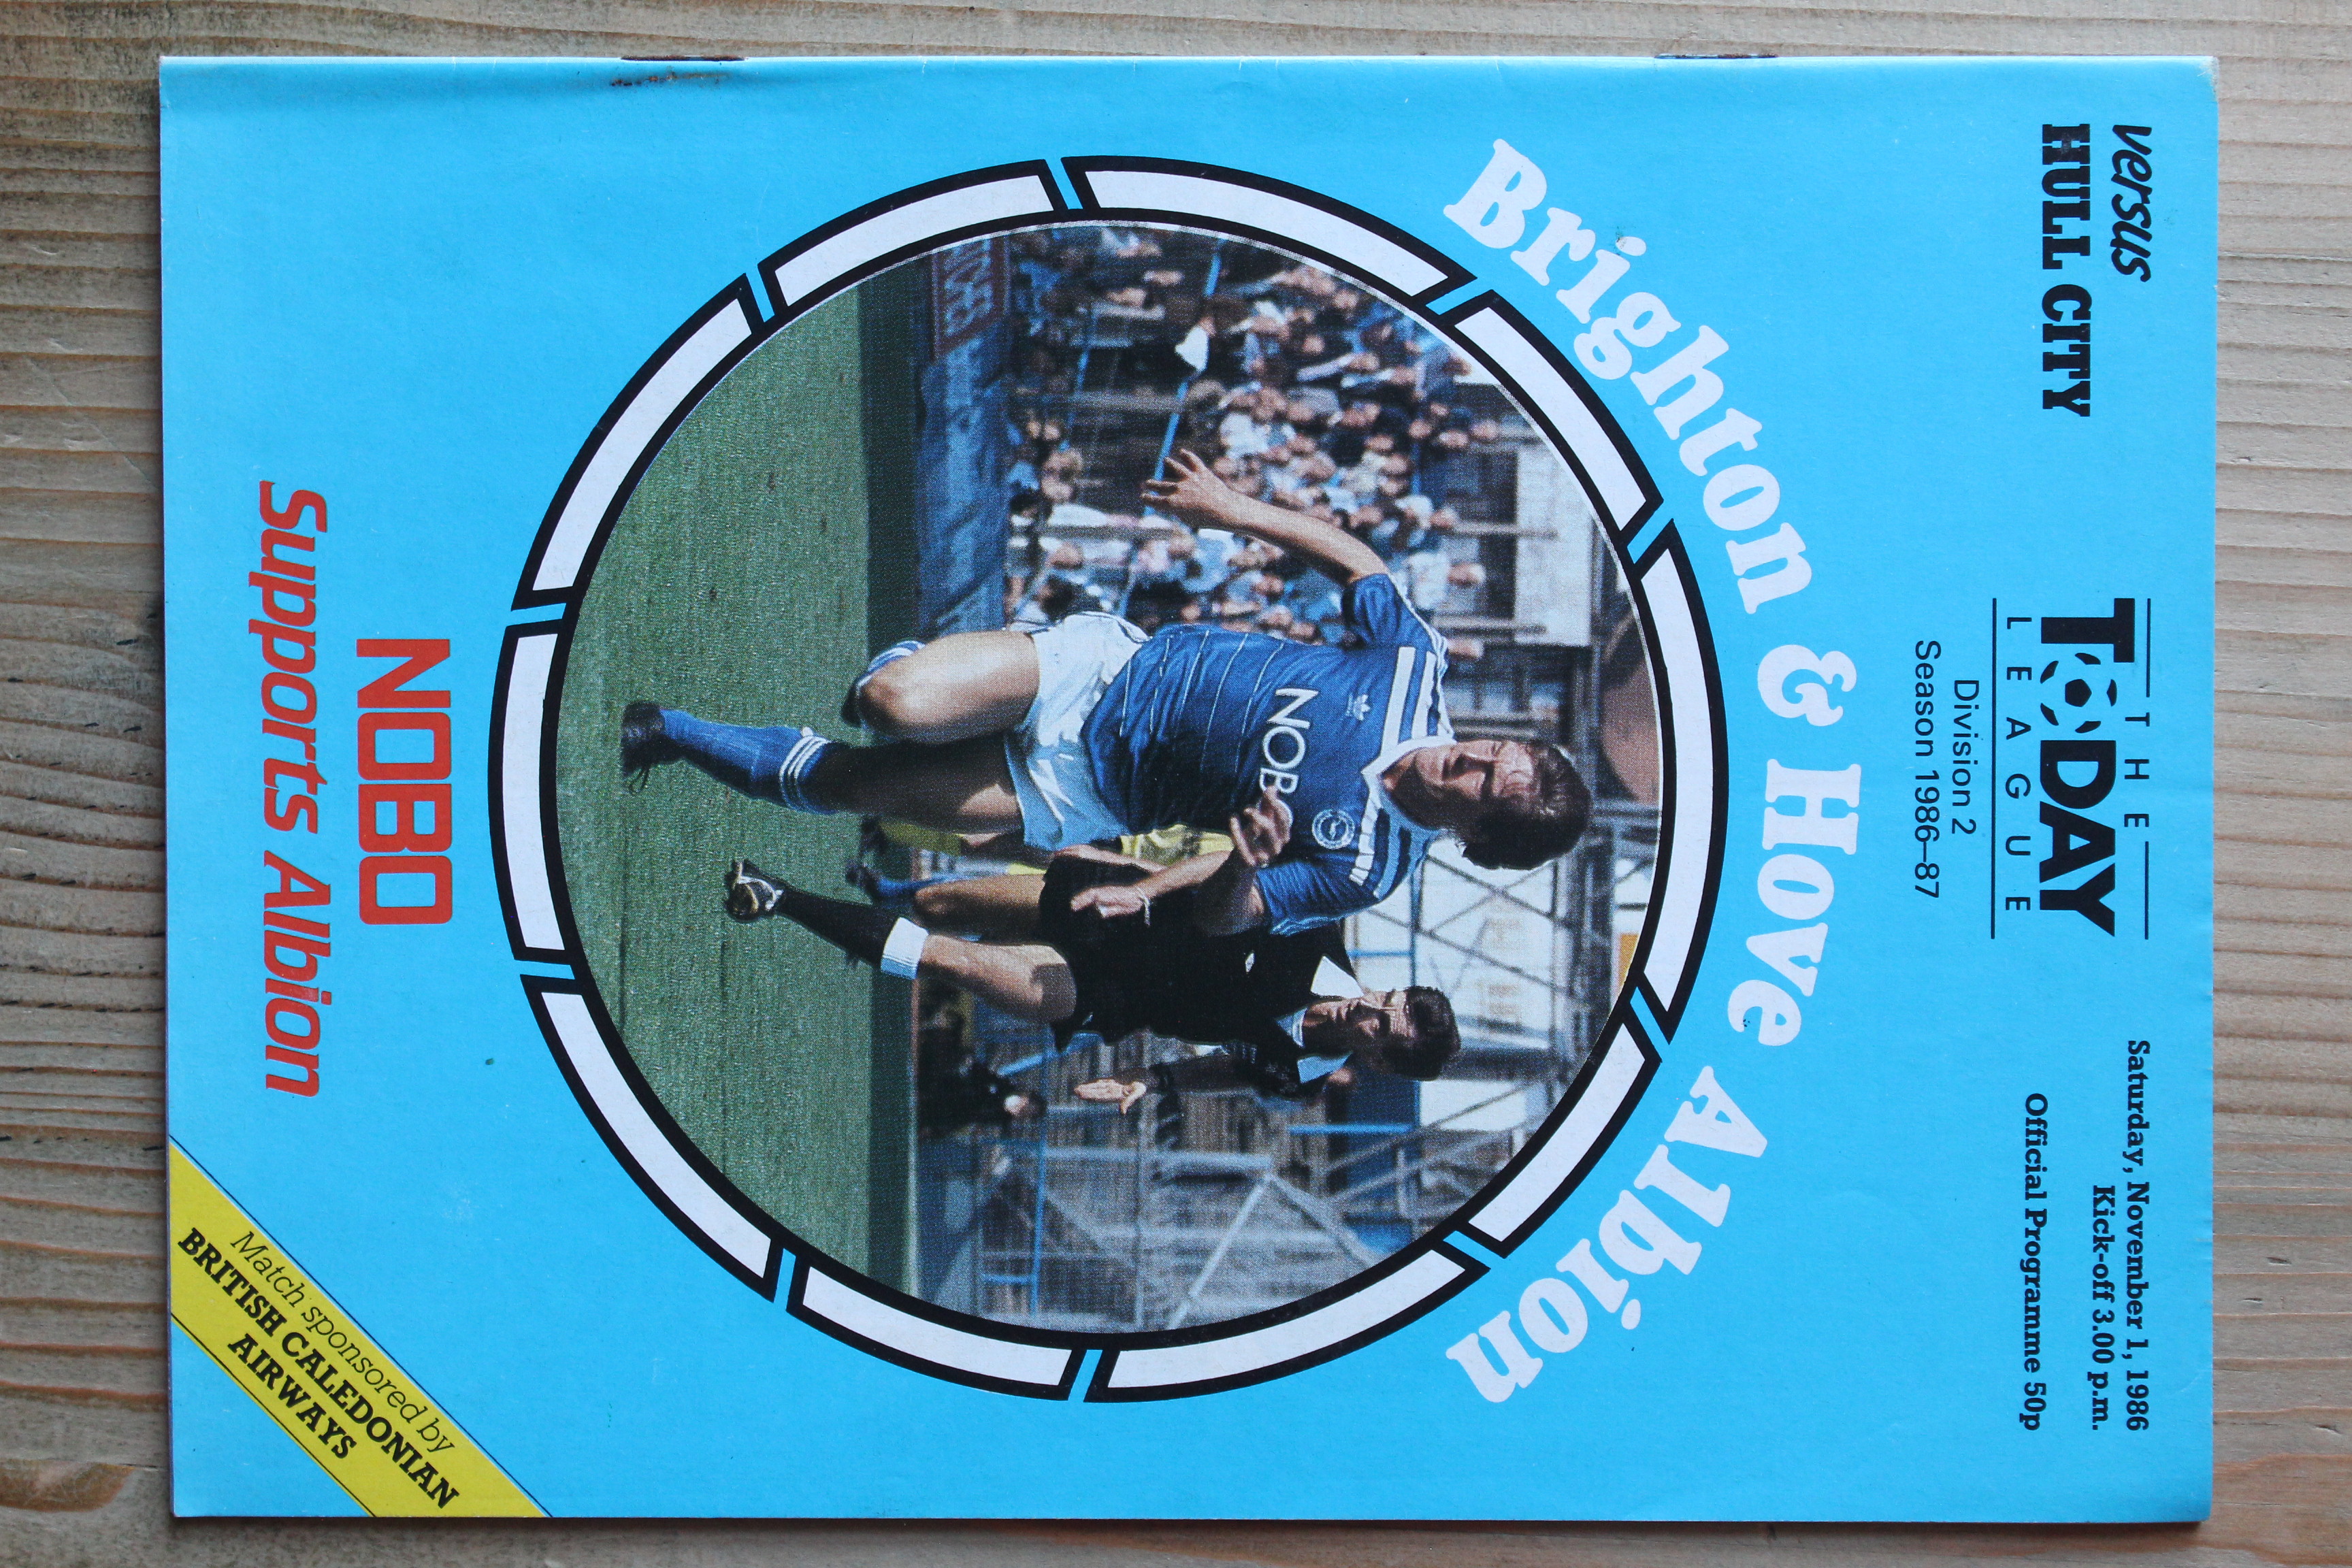 versus
HULL CITY
THE
TODAY
LEAGUE
Division 2
Season 1986–87
Saturday, November 1, 1986
Kick-off 3.00 p.m.
Official Programme 50p
Brighton & Hove Albion
NOBO
NOBO
Supports Albion
Match sponsored by
BRITISH CALEDONIAN
AIRWAYS